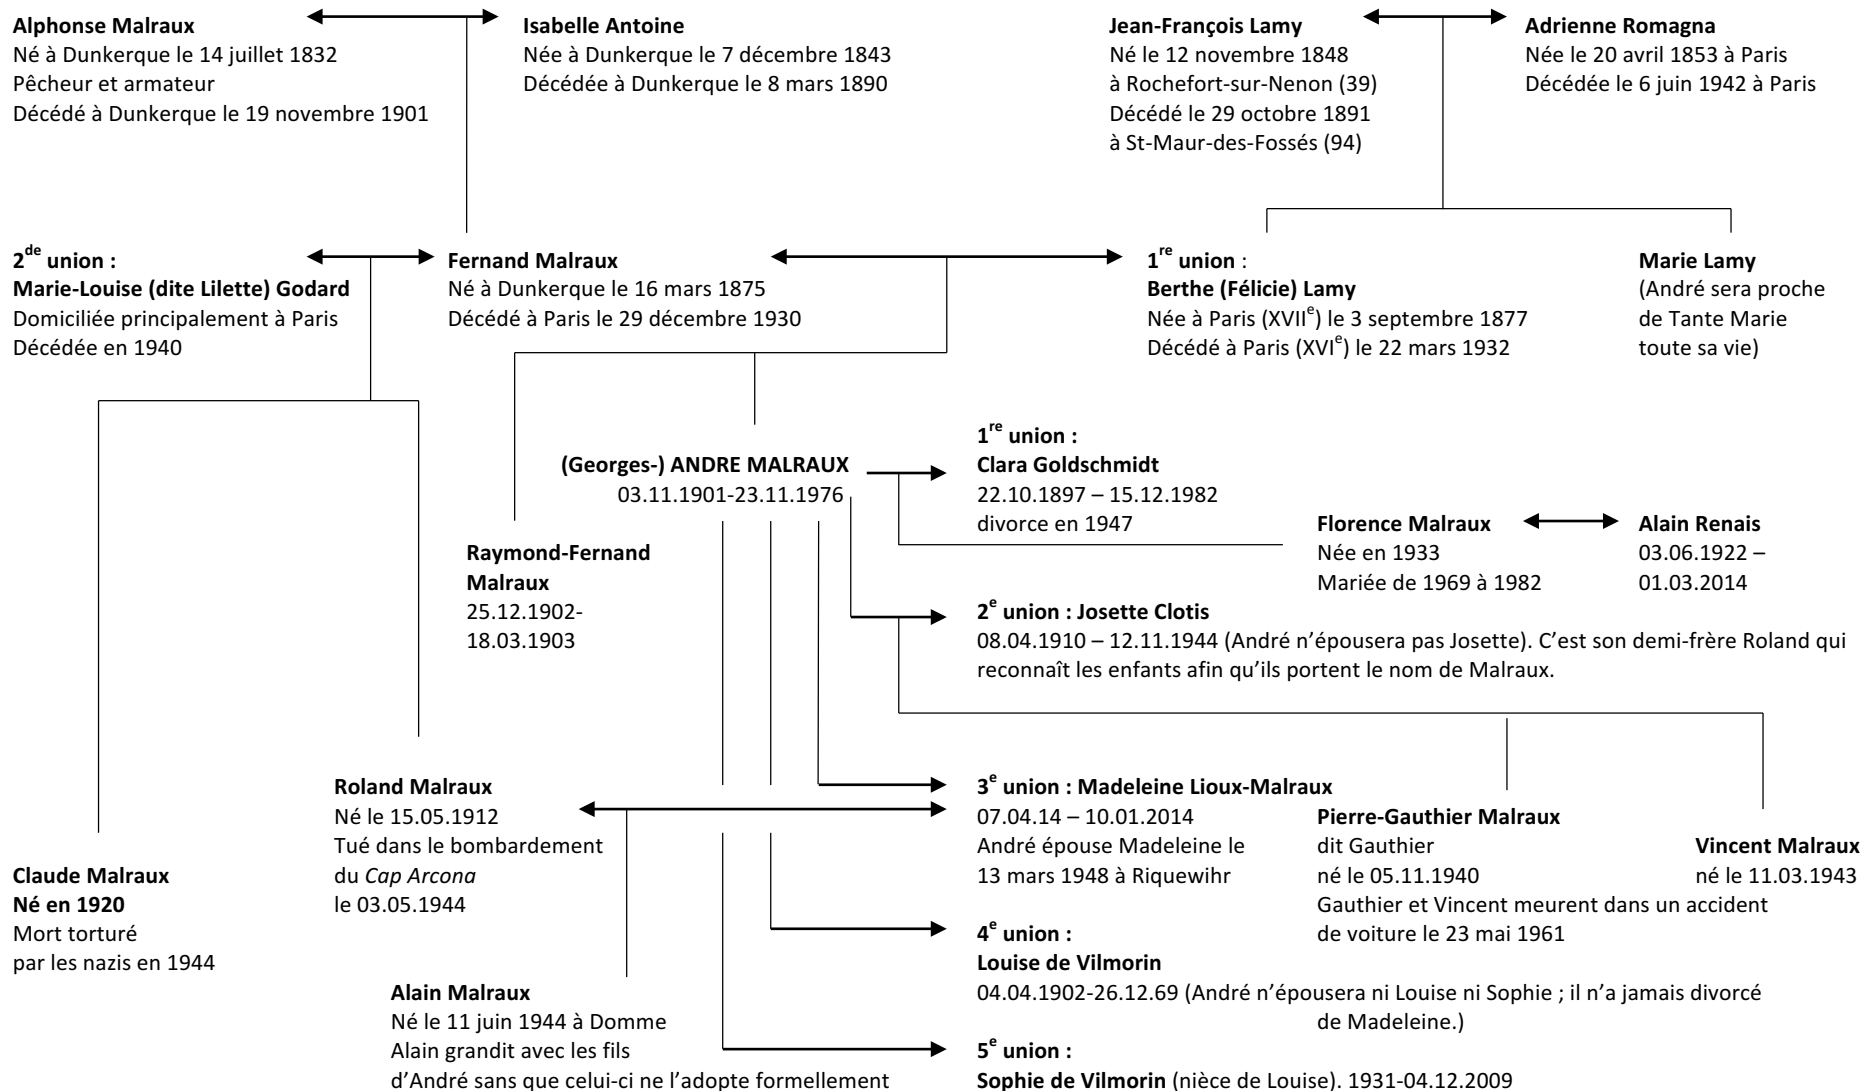 Alphonse Malraux
Né à Dunkerque le 14 juillet 1832
Pêcheur et armateur
Décédé à Dunkerque le 19 novembre 1901
Isabelle Antoine
Née à Dunkerque le 7 décembre 1843
Décédée à Dunkerque le 8 mars 1890
Jean-François Lamy
Né le 12 novembre 1848
à Rochefort-sur-Nenon (39)
Décédé le 29 octobre 1891
à St-Maur-des-Fossés (94)
Adrienne Romagna
Née le 20 avril 1853 à Paris
Décédée le 6 juin 1942 à Paris
2de union :
Marie-Louise (dite Lilette) Godard
Domiciliée principalement à Paris
Décédée en 1940
Fernand Malraux
Né à Dunkerque le 16 mars 1875
Décédé à Paris le 29 décembre 1930
1re union :
Berthe (Félicie) Lamy
Née à Paris (XVIIe) le 3 septembre 1877
Décédé à Paris (XVIe) le 22 mars 1932
Marie Lamy
(André sera proche
de Tante Marie
toute sa vie)
(Georges-) ANDRE MALRAUX
03.11.1901-23.11.1976
1re union :
Clara Goldschmidt
22.10.1897 – 15.12.1982
divorce en 1947
Florence Malraux
Née en 1933
Mariée de 1969 à 1982
Alain Renais
03.06.1922 –
01.03.2014
Raymond-Fernand
Malraux
25.12.1902-
18.03.1903
2e union : Josette Clotis
08.04.1910 – 12.11.1944 (André n’épousera pas Josette). C’est son demi-frère Roland qui
reconnaît les enfants afin qu’ils portent le nom de Malraux.
Roland Malraux
Né le 15.05.1912
Tué dans le bombardement
du Cap Arcona
le 03.05.1944
3e union : Madeleine Lioux-Malraux
07.04.14 – 10.01.2014
André épouse Madeleine le
13 mars 1948 à Riquewihr
Pierre-Gauthier Malraux
dit Gauthier
né le 05.11.1940
Vincent Malraux
né le 11.03.1943
Gauthier et Vincent meurent dans un accident
de voiture le 23 mai 1961
Claude Malraux
Né en 1920
Mort torturé
par les nazis en 1944
4e union :
Louise de Vilmorin
04.04.1902-26.12.69 (André n’épousera ni Louise ni Sophie ; il n’a jamais divorcé
de Madeleine.)
Alain Malraux
Né le 11 juin 1944 à Domme
Alain grandit avec les fils
d’André sans que celui-ci ne l’adopte formellement
5e union :
Sophie de Vilmorin (nièce de Louise). 1931-04.12.2009